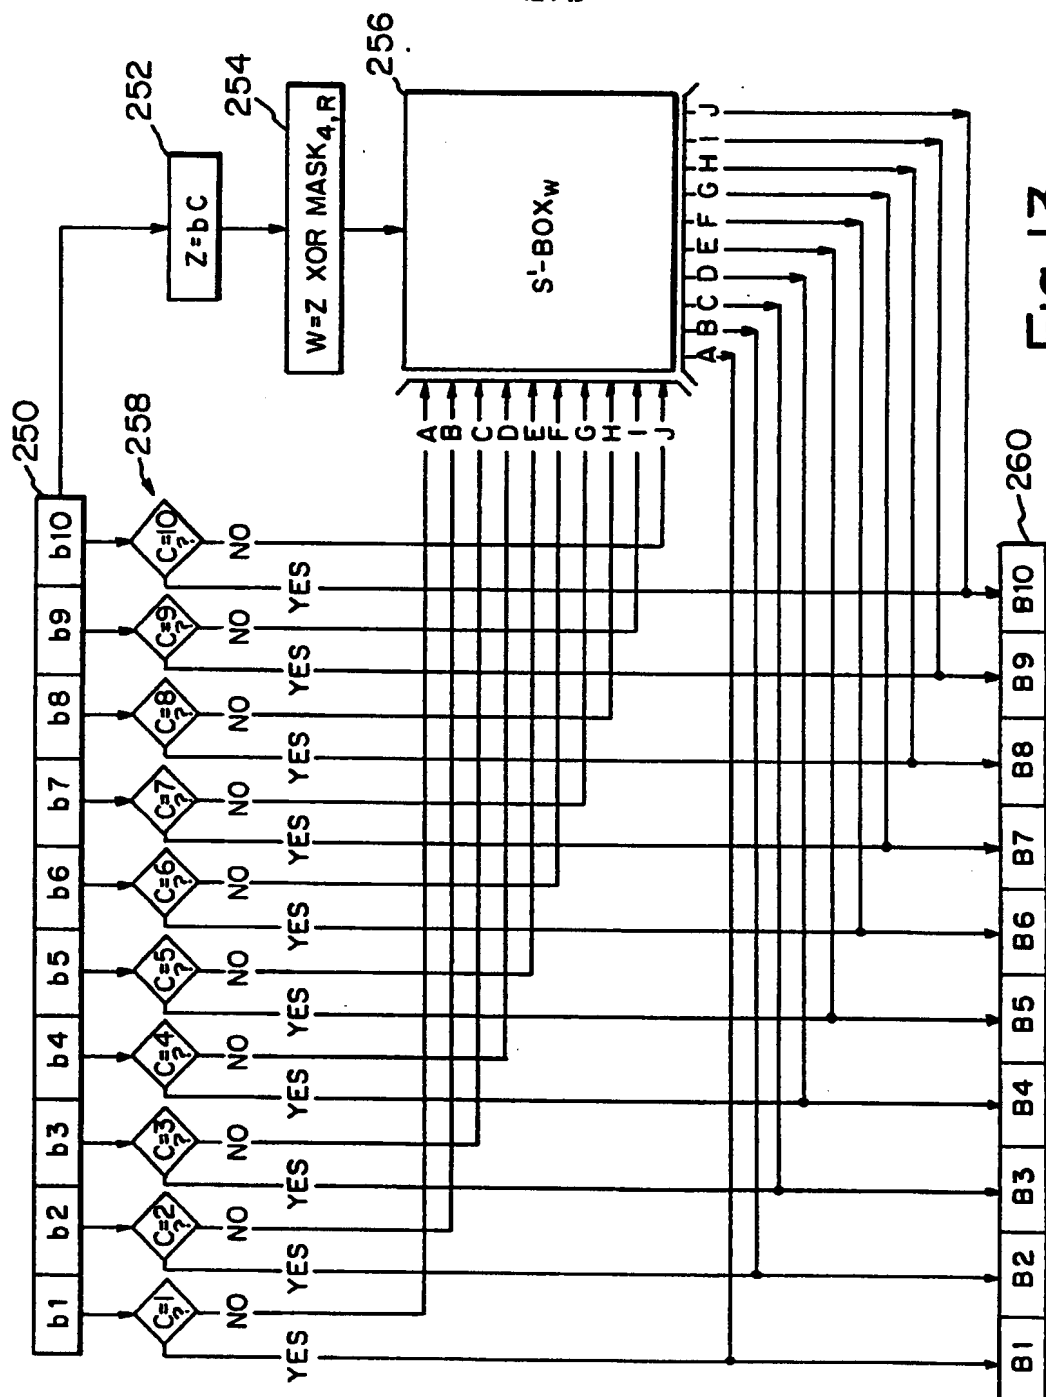 250
b1 b2 b3 b4 b5 b6 b7 b8 b9 b10
252
Z=bC
254
W=Z XOR MASK4,R
256
S'-BOXW
258
C=1? C=2? C=3? C=4? C=5? C=6? C=7? C=8? C=9? C=10?
NO NO NO NO NO NO NO NO NO NO
YES YES YES YES YES YES YES YES YES YES
A
B
C
D
E
F
G
H
I
J
A B C D E F G H I J
260
B1 B2 B3 B4 B5 B6 B7 B8 B9 B10